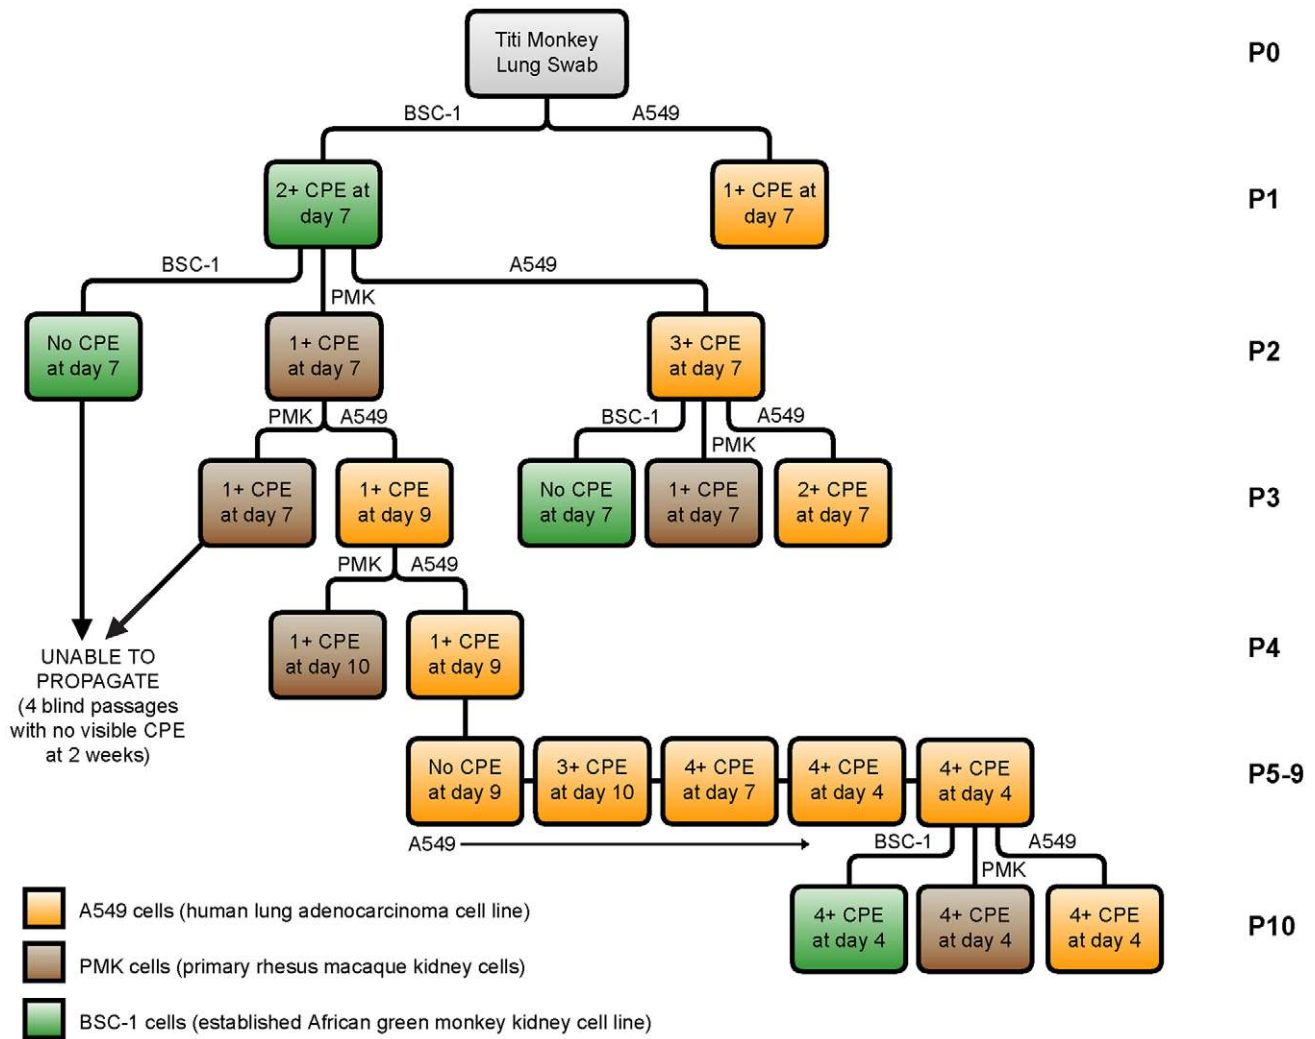 Titi Monkey
Lung Swab
P0
BSC-1
A549
2+ CPE at
day 7
1+ CPE at
day 7
P1
BSC-1
PMK
A549
No CPE
at day 7
1+ CPE
at day 7
3+ CPE
at day 7
P2
PMK
A549
BSC-1
PMK
A549
1+ CPE
at day 7
1+ CPE
at day 9
No CPE
at day 7
1+ CPE
at day 7
2+ CPE
at day 7
P3
PMK
A549
1+ CPE
at day 10
1+ CPE
at day 9
P4
UNABLE TO
PROPAGATE
(4 blind passages
with no visible CPE
at 2 weeks)
No CPE
at day 9
3+ CPE
at day 10
4+ CPE
at day 7
4+ CPE
at day 4
4+ CPE
at day 4
P5-9
A549
BSC-1
PMK
A549
4+ CPE
at day 4
4+ CPE
at day 4
4+ CPE
at day 4
P10
A549 cells (human lung adenocarcinoma cell line)
PMK cells (primary rhesus macaque kidney cells)
BSC-1 cells (established African green monkey kidney cell line)